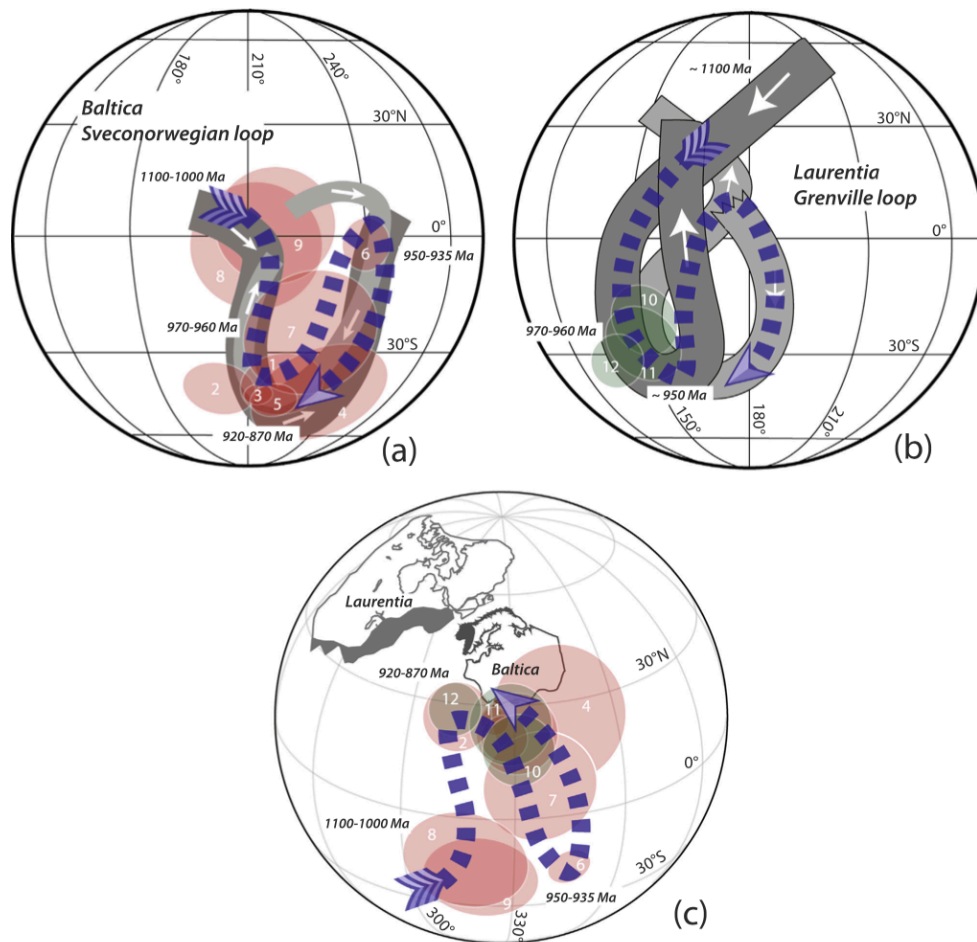 180°
210°
240°
Baltica
Sveconorwegian loop
30°N
1100-1000 Ma
9
0°
8
6
950-935 Ma
970-960 Ma
7
30°S
1
2
3
5
4
920-870 Ma
(a)
~ 1100 Ma
30°N
Laurentia
Grenville loop
0°
10
970-960 Ma
12
11
30°S
~ 950 Ma
150°
180°
210°
(b)
Laurentia
920-870 Ma
Baltica
30°N
12
11
4
2
10
0°
7
1100-1000 Ma
8
6
30°S
950-935 Ma
9
300°
330°
(c)